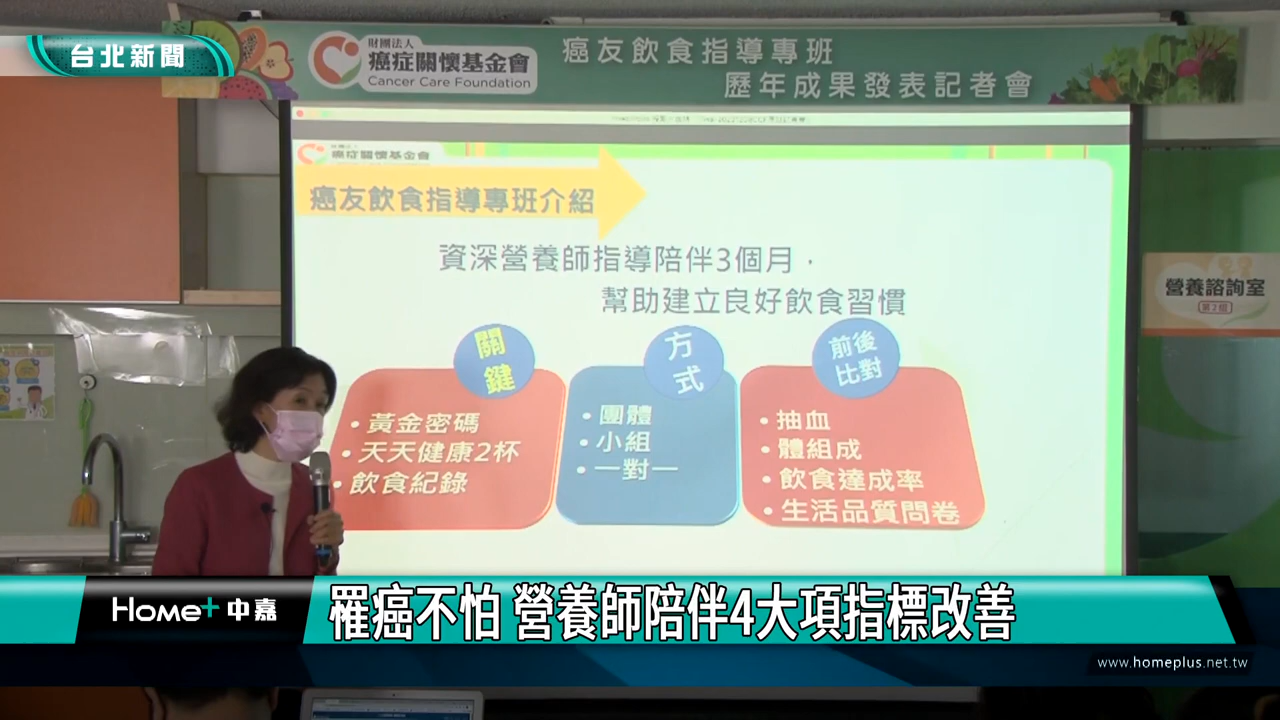 台北新聞
財團法人
癌症關懷基金會
Cancer Care Foundation
癌友飲食指導專班
歷年成果發表記者會
癌症關懷基金會
癌友飲食指導專班介紹
資深營養師指導陪伴3個月，
幫助建立良好飲食習慣
關鍵
• 黃金密碼
• 天天健康2杯
• 飲食紀錄
方式
• 團體
• 小組
• 一對一
前後
比對
• 抽血
• 體組成
• 飲食達成率
• 生活品質問卷
營養諮詢室
第2組
Home+ 中嘉
罹癌不怕 營養師陪伴4大項指標改善
www.homeplus.net.tw